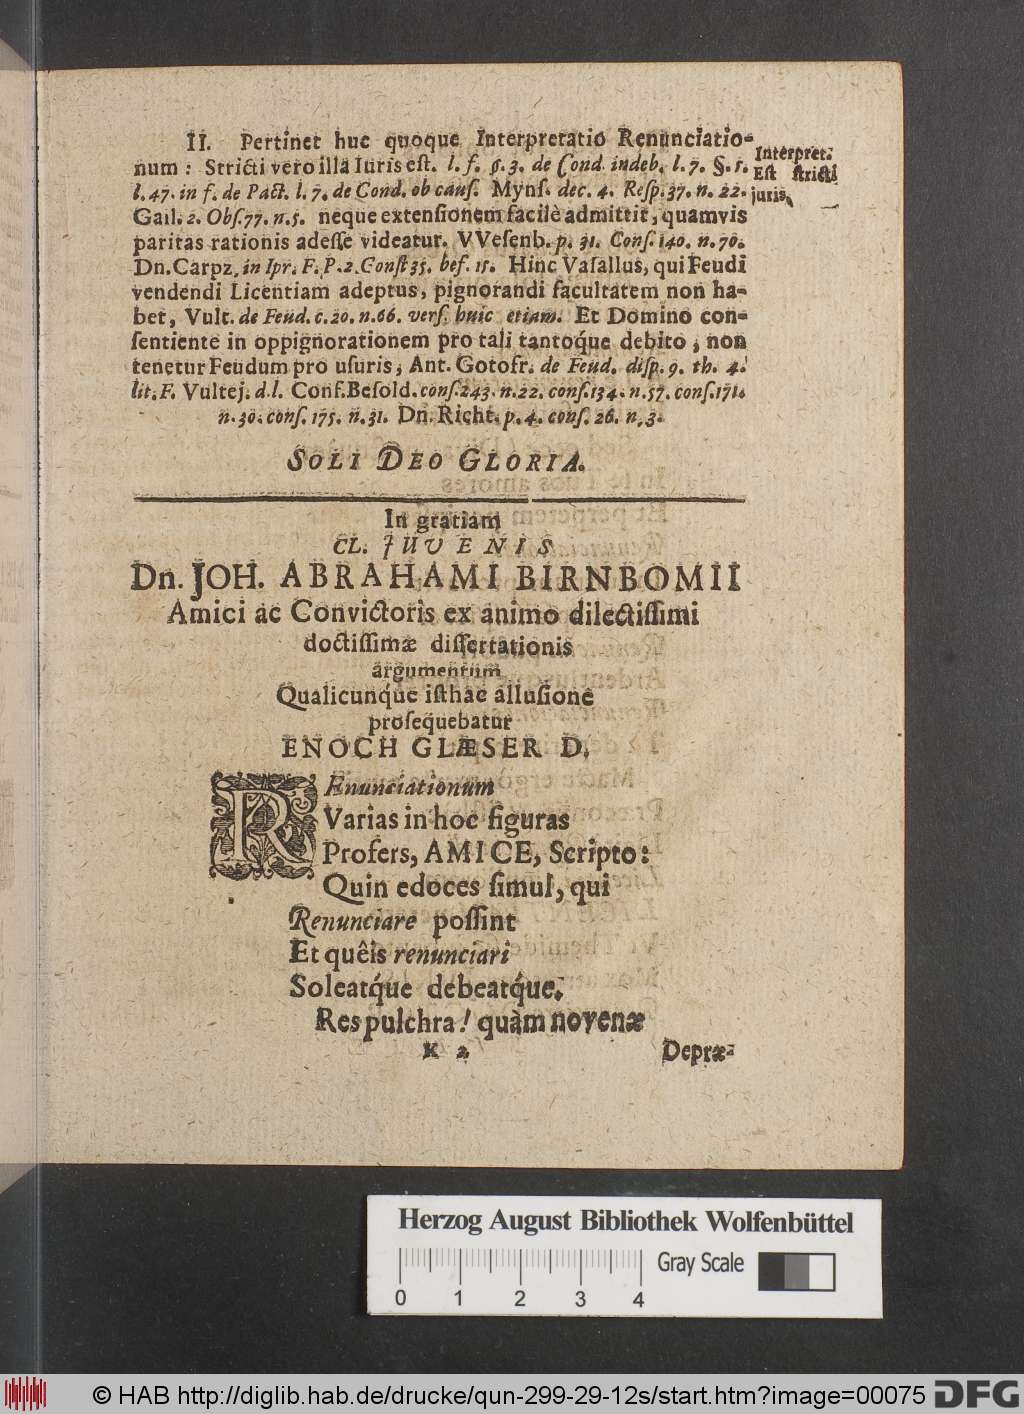 II. Pertinet huc quoque Interpretatio Renunciatio-
num: Stricti vero illa Iuris est. l. f. §. 3. de Cond. indeb. l. 7. §. 1.
l. 47. in f. de Pact. l. 7. de Cond. ob caus. Myns. dec. 4. Resp. 37. n. 22.
Gail. 2. Obs. 77. n. 5. neque extensionem facilè admittit, quamvis
paritas rationis adesse videatur. VVesenb. p. 31. Cons. 140. n. 70.
Dn. Carpz. in Ipr. F. P. 2. Const 35. def. 15. Hinc Vasallus, qui Feudi
vendendi Licentiam adeptus, pignorandi facultatem non ha-
bet, Vult. de Feud. c. 20. n. 66. vers. huic etiam. Et Domino con-
sentiente in oppignorationem pro tali tantoq́ue debito, non
tenetur Feudum pro usuris, Ant. Gotofr. de Feud. disp. 9. th. 4.
lit. F. Vultej. d. l. Conf. Besold. cons. 243. n. 22. cons. 134. n. 57. cons. 171.
n. 30. cons. 175. n. 31. Dn. Richt. p. 4. cons. 26. n. 3.
Interpret.
Est stricti
juris.
SOLI DEO GLORIA.
In gratiam
CL. JUVENIS
Dn. JOH. ABRAHAMI BIRNBOMII
Amici ac Convictoris ex animo dilectissimi
doctissimæ dissertationis
argumentum
Qualicunq́ue isthac allusione
prosequebatur
ENOCH GLÆSER D.
REnunciationum
Varias in hoc figuras
Profers, AMICE, Scripto:
Quin edoces simul, qui
Renunciare possint
Et quêis renunciari
Soleatq́ue debeatq́ue.
Res pulchra! quàm novenæ
K 2
Depræ-
Herzog August Bibliothek Wolfenbüttel
Gray Scale
0 1 2 3 4
© HAB http://diglib.hab.de/drucke/qun-299-29-12s/start.htm?image=00075
DFG